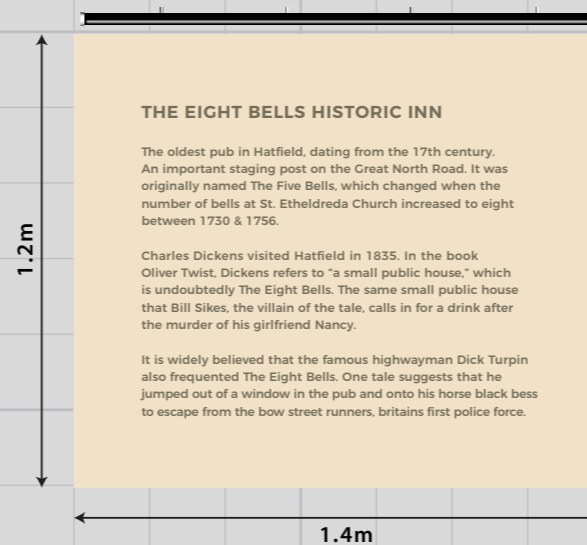 THE EIGHT BELLS HISTORIC INN
The oldest pub in Hatfield, dating from the 17th century.
An important staging post on the Great North Road. It was
originally named The Five Bells, which changed when the
number of bells at St. Etheldreda Church increased to eight
between 1730 & 1756.
Charles Dickens visited Hatfield in 1835. In the book
Oliver Twist, Dickens refers to “a small public house,” which
is undoubtedly The Eight Bells. The same small public house
that Bill Sikes, the villain of the tale, calls in for a drink after
the murder of his girlfriend Nancy.
It is widely believed that the famous highwayman Dick Turpin
also frequented The Eight Bells. One tale suggests that he
jumped out of a window in the pub and onto his horse black bess
to escape from the bow street runners, britains first police force.
1.2m
1.4m